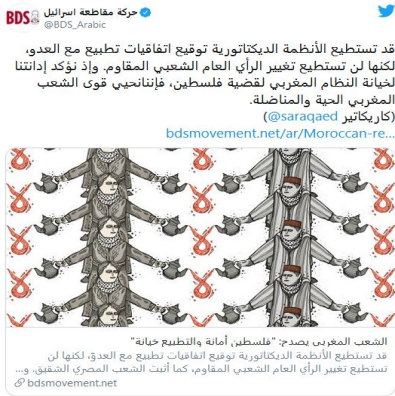 حركة مقاطعة اسرائيل
@BDS_Arabic
قد تستطيع الأنظمة الديكتاتورية توقيع اتفاقيات تطبيع مع العدو،
لكنها لن تستطيع تغيير الرأي العام الشعبي المقاوم. وإذ نؤكد إدانتنا
لخيانة النظام المغربي لقضية فلسطين، فإننانحيي قوى الشعب
المغربي الحية والمناضلة.
(كاريكاتير @saraqaed)
bdsmovement.net/ar/Moroccan-re...
الشعب المغربي يصدح: "فلسطين أمانة والتطبيع خيانة"
قد تستطيع الأنظمة الديكتاتورية توقيع اتفاقيات تطبيع مع العدوّ، لكنها لن
تستطيع تغيير الرأي العام الشعبي المقاوم، كما أثبت الشعب المصري الشقيق. و...
bdsmovement.net